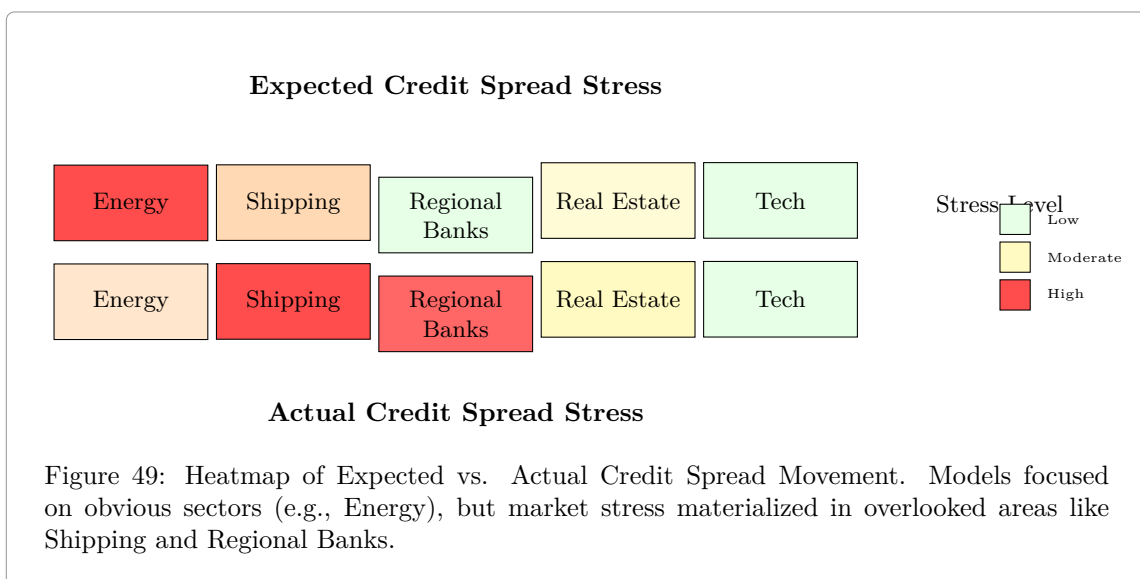 Expected Credit Spread Stress
Energy
Shipping
Regional
Banks
Real Estate
Tech
Stress Level
Low
Moderate
High
Energy
Shipping
Regional
Banks
Real Estate
Tech
Actual Credit Spread Stress
Figure 49: Heatmap of Expected vs. Actual Credit Spread Movement. Models focused
on obvious sectors (e.g., Energy), but market stress materialized in overlooked areas like
Shipping and Regional Banks.